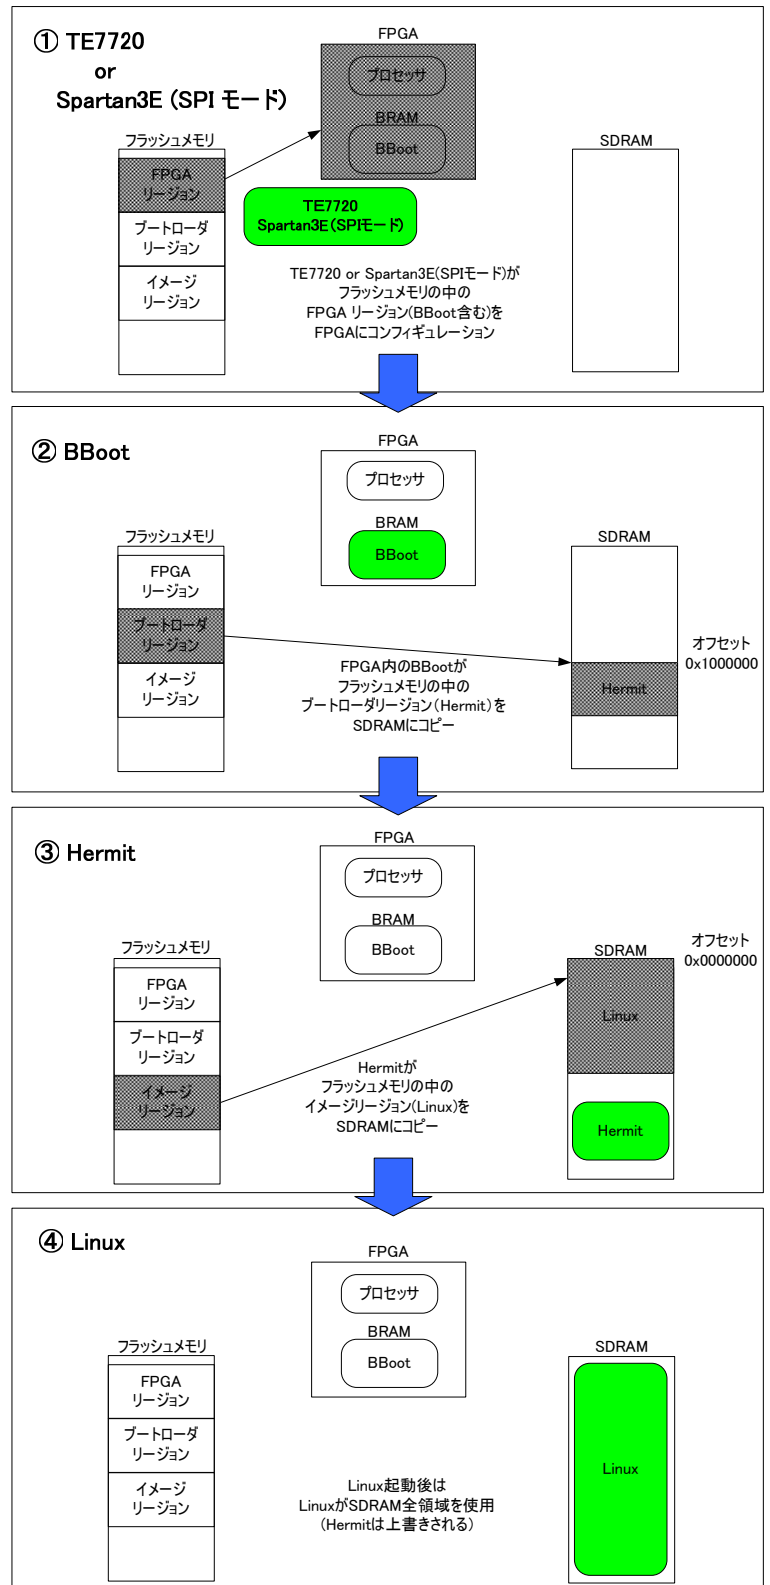 ① TE7720
or
Spartan3E (SPI モード)
FPGA
プロセッサ
BRAM
BBoot
フラッシュメモリ
FPGA
リージョン
ブートローダ
リージョン
イメージ
リージョン
TE7720
Spartan3E(SPIモード)
SDRAM
TE7720 or Spartan3E(SPIモード)が
フラッシュメモリの中の
FPGA リージョン(BBoot含む)を
FPGAにコンフィギュレーション
② BBoot
FPGA
プロセッサ
BRAM
BBoot
フラッシュメモリ
FPGA
リージョン
ブートローダ
リージョン
イメージ
リージョン
SDRAM
オフセット
0x1000000
Hermit
FPGA内のBBootが
フラッシュメモリの中の
ブートローダリージョン(Hermit)を
SDRAMにコピー
③ Hermit
FPGA
プロセッサ
BRAM
BBoot
フラッシュメモリ
FPGA
リージョン
ブートローダ
リージョン
イメージ
リージョン
SDRAM
オフセット
0x0000000
Linux
Hermit
Hermitが
フラッシュメモリの中の
イメージリージョン(Linux)を
SDRAMにコピー
④ Linux
FPGA
プロセッサ
BRAM
BBoot
フラッシュメモリ
FPGA
リージョン
ブートローダ
リージョン
イメージ
リージョン
SDRAM
Linux
Linux起動後は
LinuxがSDRAM全領域を使用
(Hermitは上書きされる)